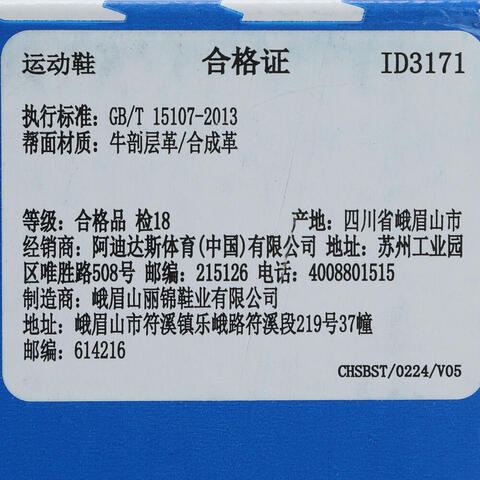 运动鞋 合格证 ID3171
执行标准: GB/T 15107-2013
帮面材质: 牛剖层革/合成革
等级: 合格品 检18 产地: 四川省峨眉山市
经销商: 阿迪达斯体育(中国)有限公司 地址: 苏州工业园
区唯胜路508号 邮编: 215126 电话: 4008801515
制造商: 峨眉山丽锦鞋业有限公司
地址: 峨眉山市符溪镇乐峨路符溪段219号37幢
邮编: 614216
CHSBST/0224/V05